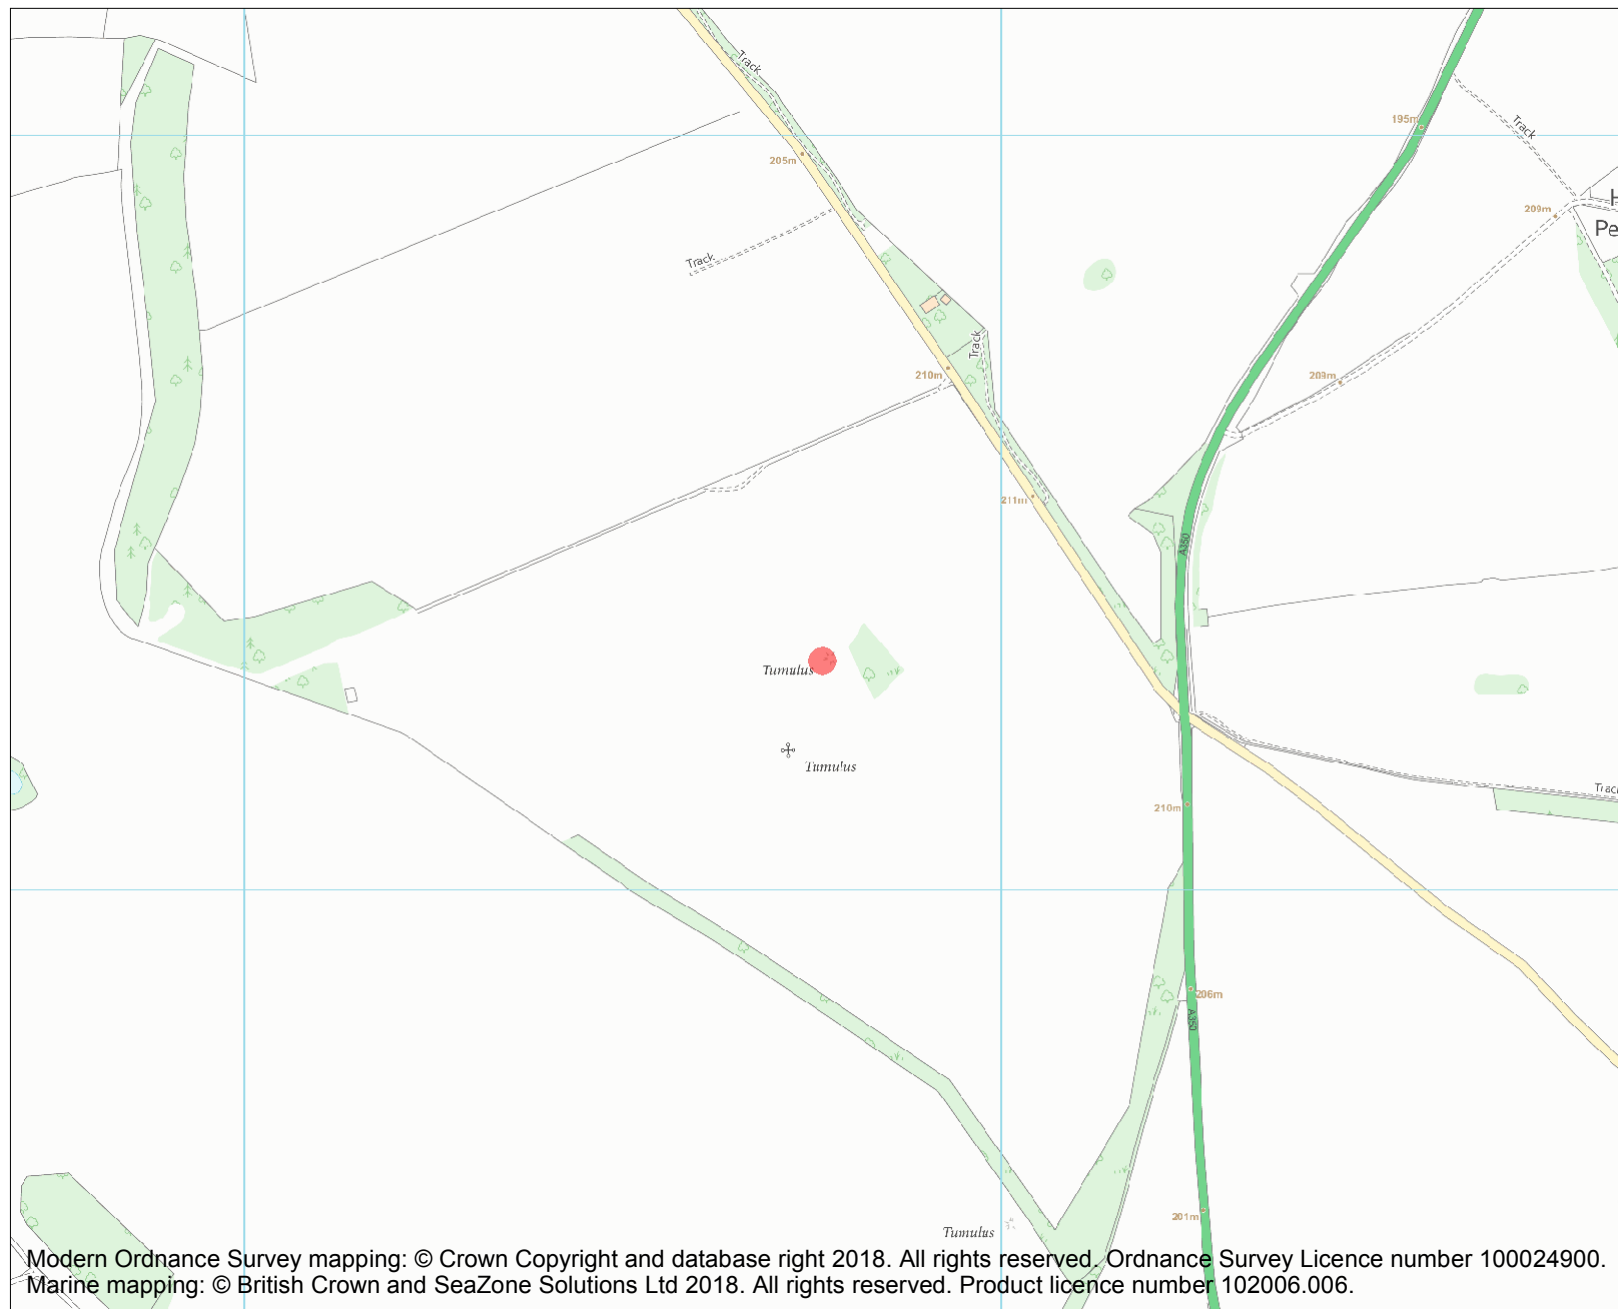 Track
195m
Track
205m
H
209m
Pe
Track
Track
210m
209m
211m
A350
Tumulus
Tumulus
Trac
210m
206m
A350
201m
Tumulus
Modern Ordnance Survey mapping: © Crown Copyright and database right 2018. All rights reserved. Ordnance Survey Licence number 100024900.
Marine mapping: © British Crown and SeaZone Solutions Ltd 2018. All rights reserved. Product licence number 102006.006.